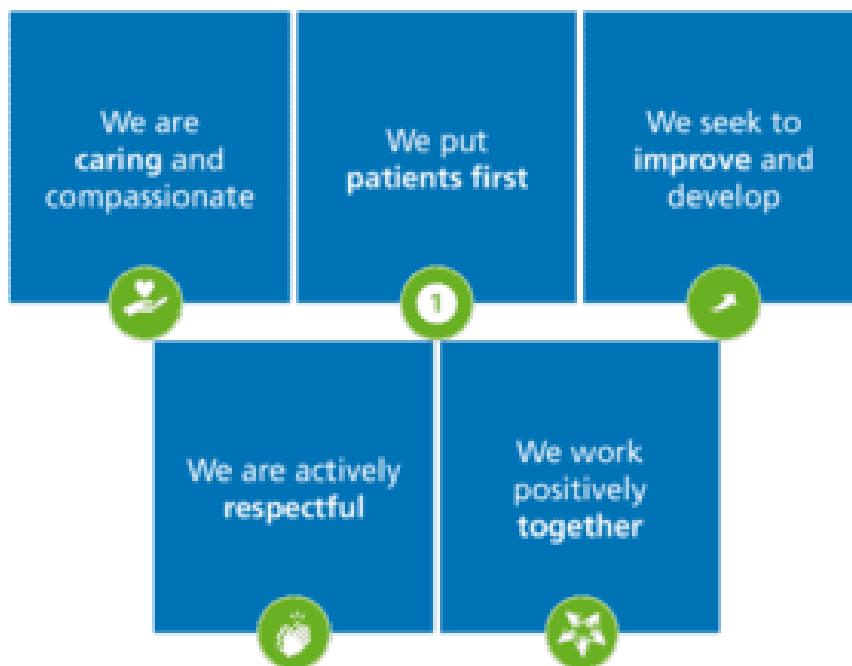 We are
caring and
compassionate
We put
patients first
We seek to
improve and
develop
1
We are actively
respectful
We work
positively
together